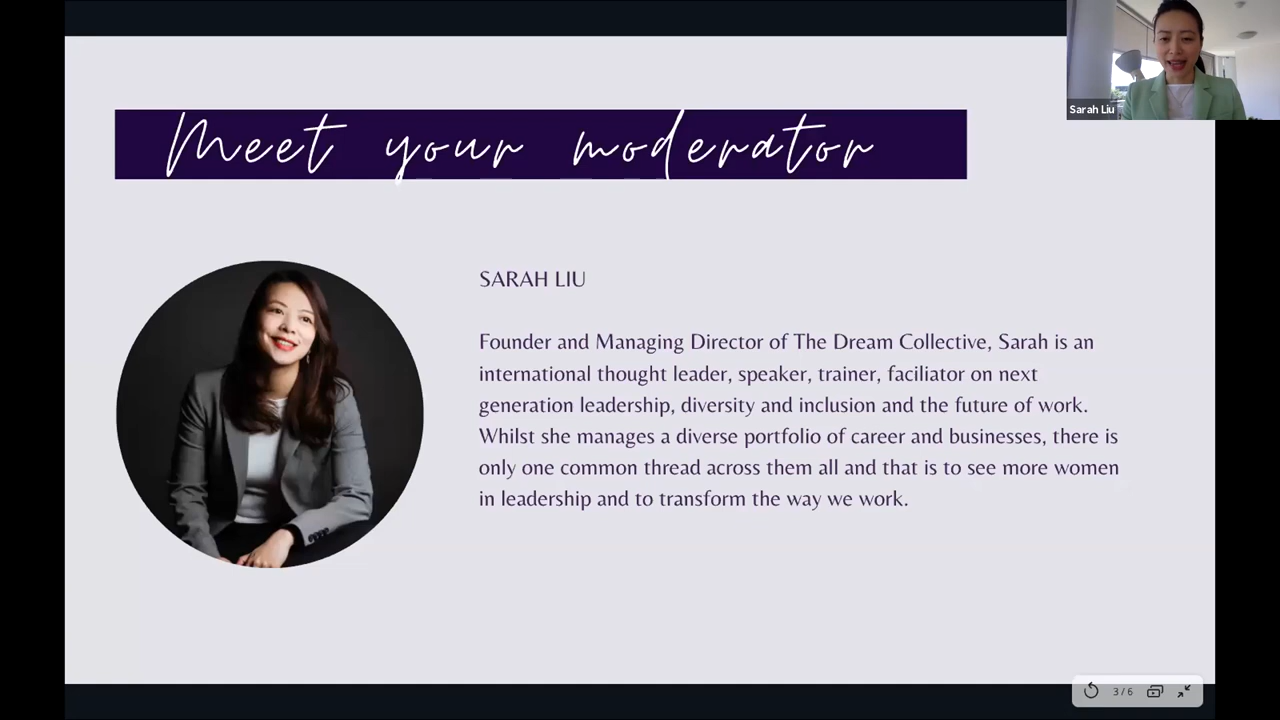 Meet your moderator
Sarah Liu
SARAH LIU
Founder and Managing Director of The Dream Collective, Sarah is an
international thought leader, speaker, trainer, faciliator on next
generation leadership, diversity and inclusion and the future of work.
Whilst she manages a diverse portfolio of career and businesses, there is
only one common thread across them all and that is to see more women
in leadership and to transform the way we work.
3 / 6